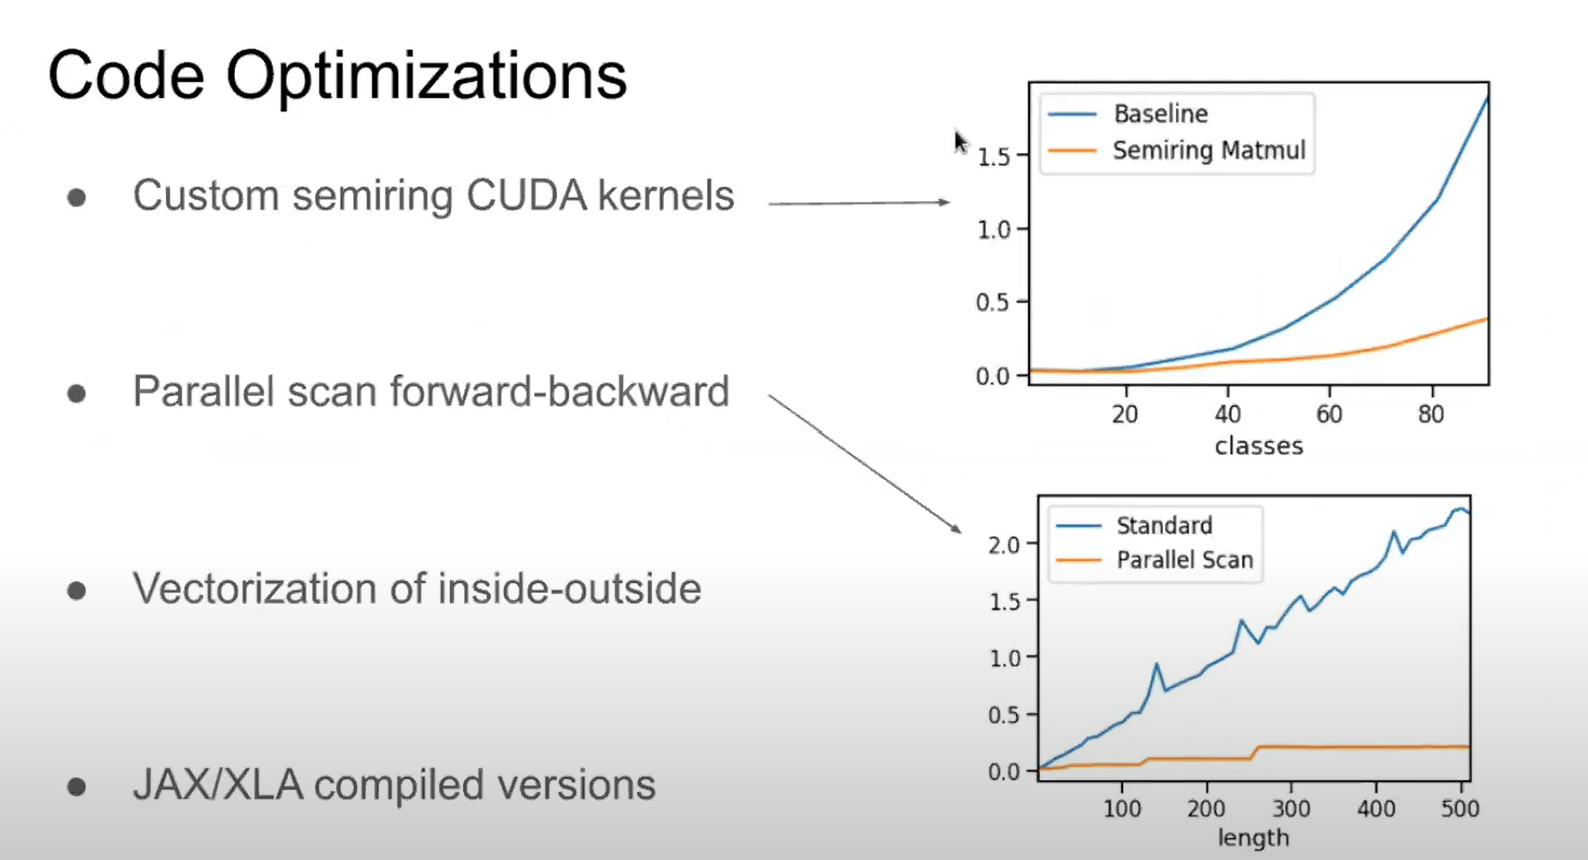 Code Optimizations
● Custom semiring CUDA kernels
● Parallel scan forward-backward
● Vectorization of inside-outside
● JAX/XLA compiled versions
Baseline
Semiring Matmul
1.5
1.0
0.5
0.0
20 40 60 80
classes
Standard
Parallel Scan
2.0
1.5
1.0
0.5
0.0
100 200 300 400 500
length